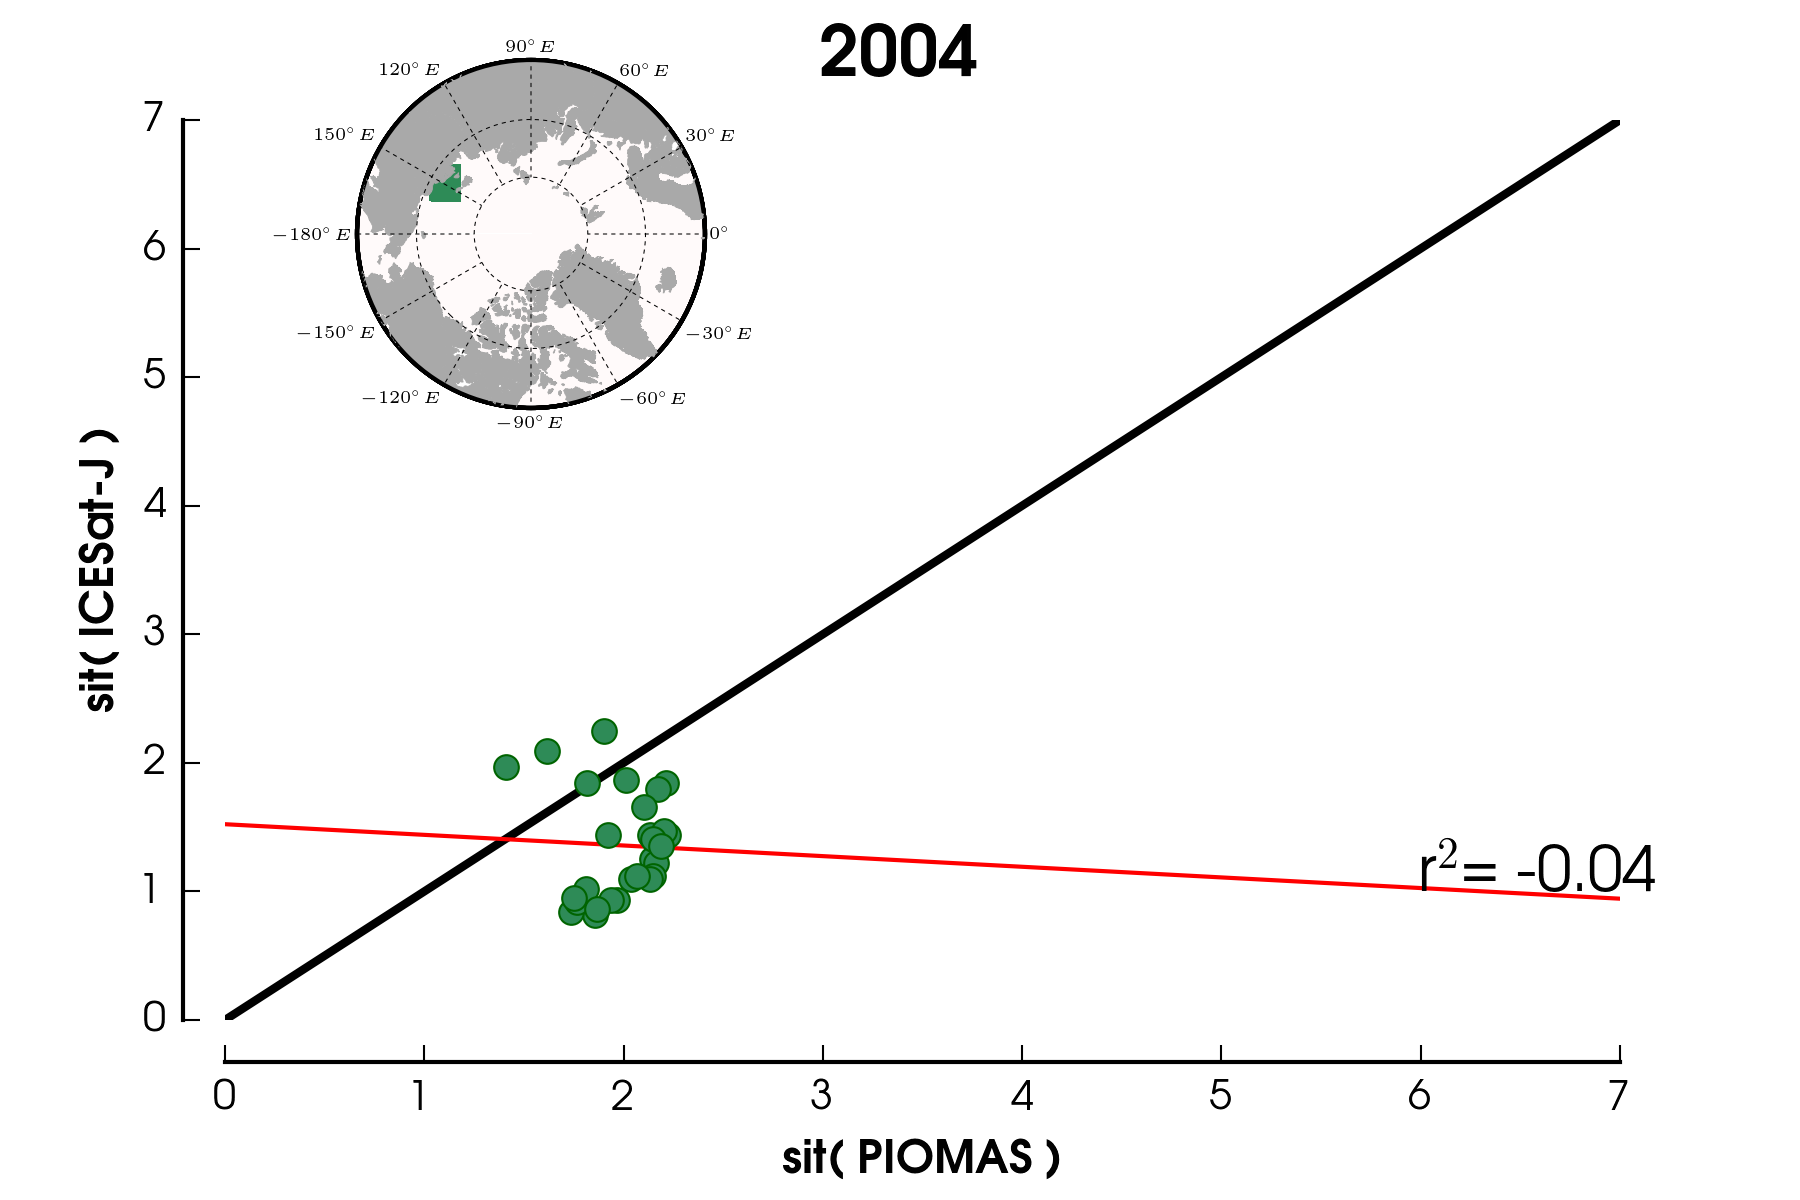 2004
90° E
120° E
60° E
150° E
30° E
−180° E
0°
−150° E
−30° E
−120° E
−60° E
−90° E
7
6
5
4
3
2
1
0
sit( ICESat-J )
r²= -0.04
0 1 2 3 4 5 6 7
sit( PIOMAS )